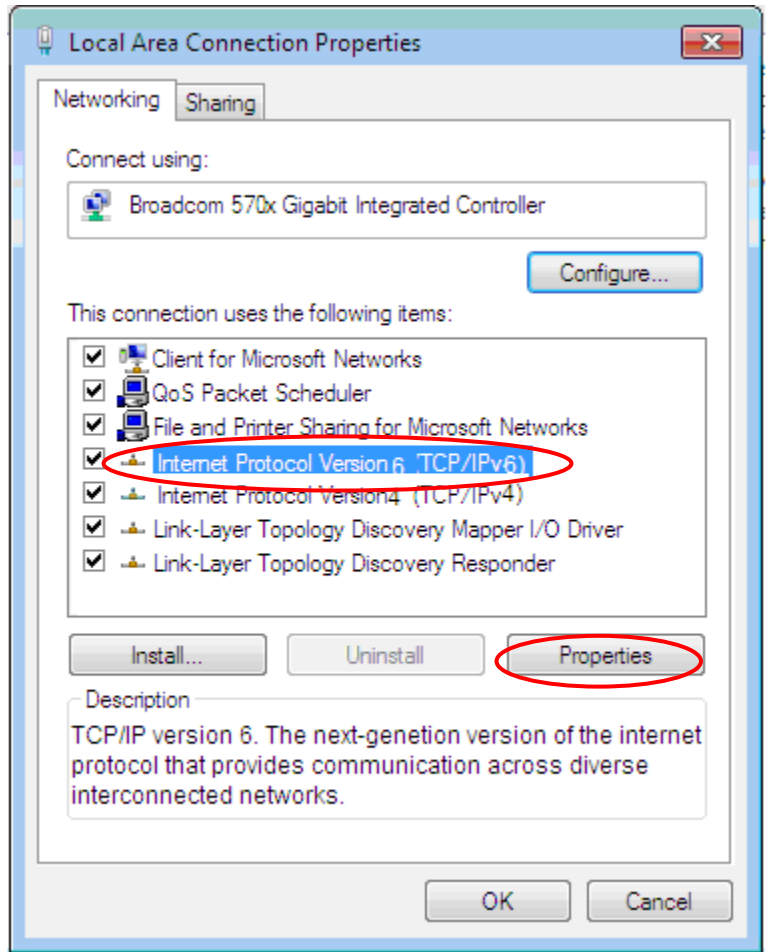 Local Area Connection Properties
Networking
Sharing
Connect using:
Broadcom 570x Gigabit Integrated Controller
Configure...
This connection uses the following items:
Client for Microsoft Networks
QoS Packet Scheduler
File and Printer Sharing for Microsoft Networks
Internet Protocol Version 6 (TCP/IPv6)
Internet Protocol Version4 (TCP/IPv4)
Link-Layer Topology Discovery Mapper I/O Driver
Link-Layer Topology Discovery Responder
Install...
Uninstall
Properties
Description
TCP/IP version 6. The next-genetion version of the internet
protocol that provides communication across diverse
interconnected networks.
OK
Cancel